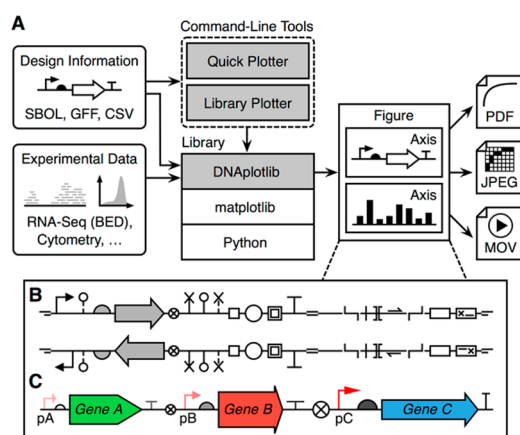 A
Command-Line Tools
Design Information
SBOL, GFF, CSV
Quick Plotter
Library Plotter
Library
Experimental Data
RNA-Seq (BED),
Cytometry, ...
DNAplotlib
matplotlib
Python
Figure
Axis
Axis
PDF
JPEG
MOV
B
C
pA
Gene A
pB
Gene B
pC
Gene C